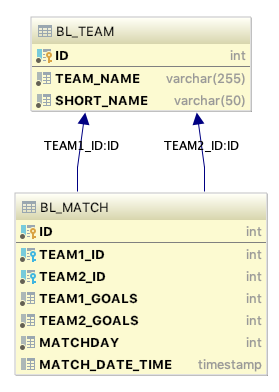 BL_TEAM
ID int
TEAM_NAME varchar(255)
SHORT_NAME varchar(50)
TEAM1_ID:ID TEAM2_ID:ID
BL_MATCH
ID int
TEAM1_ID int
TEAM2_ID int
TEAM1_GOALS int
TEAM2_GOALS int
MATCHDAY int
MATCH_DATE_TIME timestamp